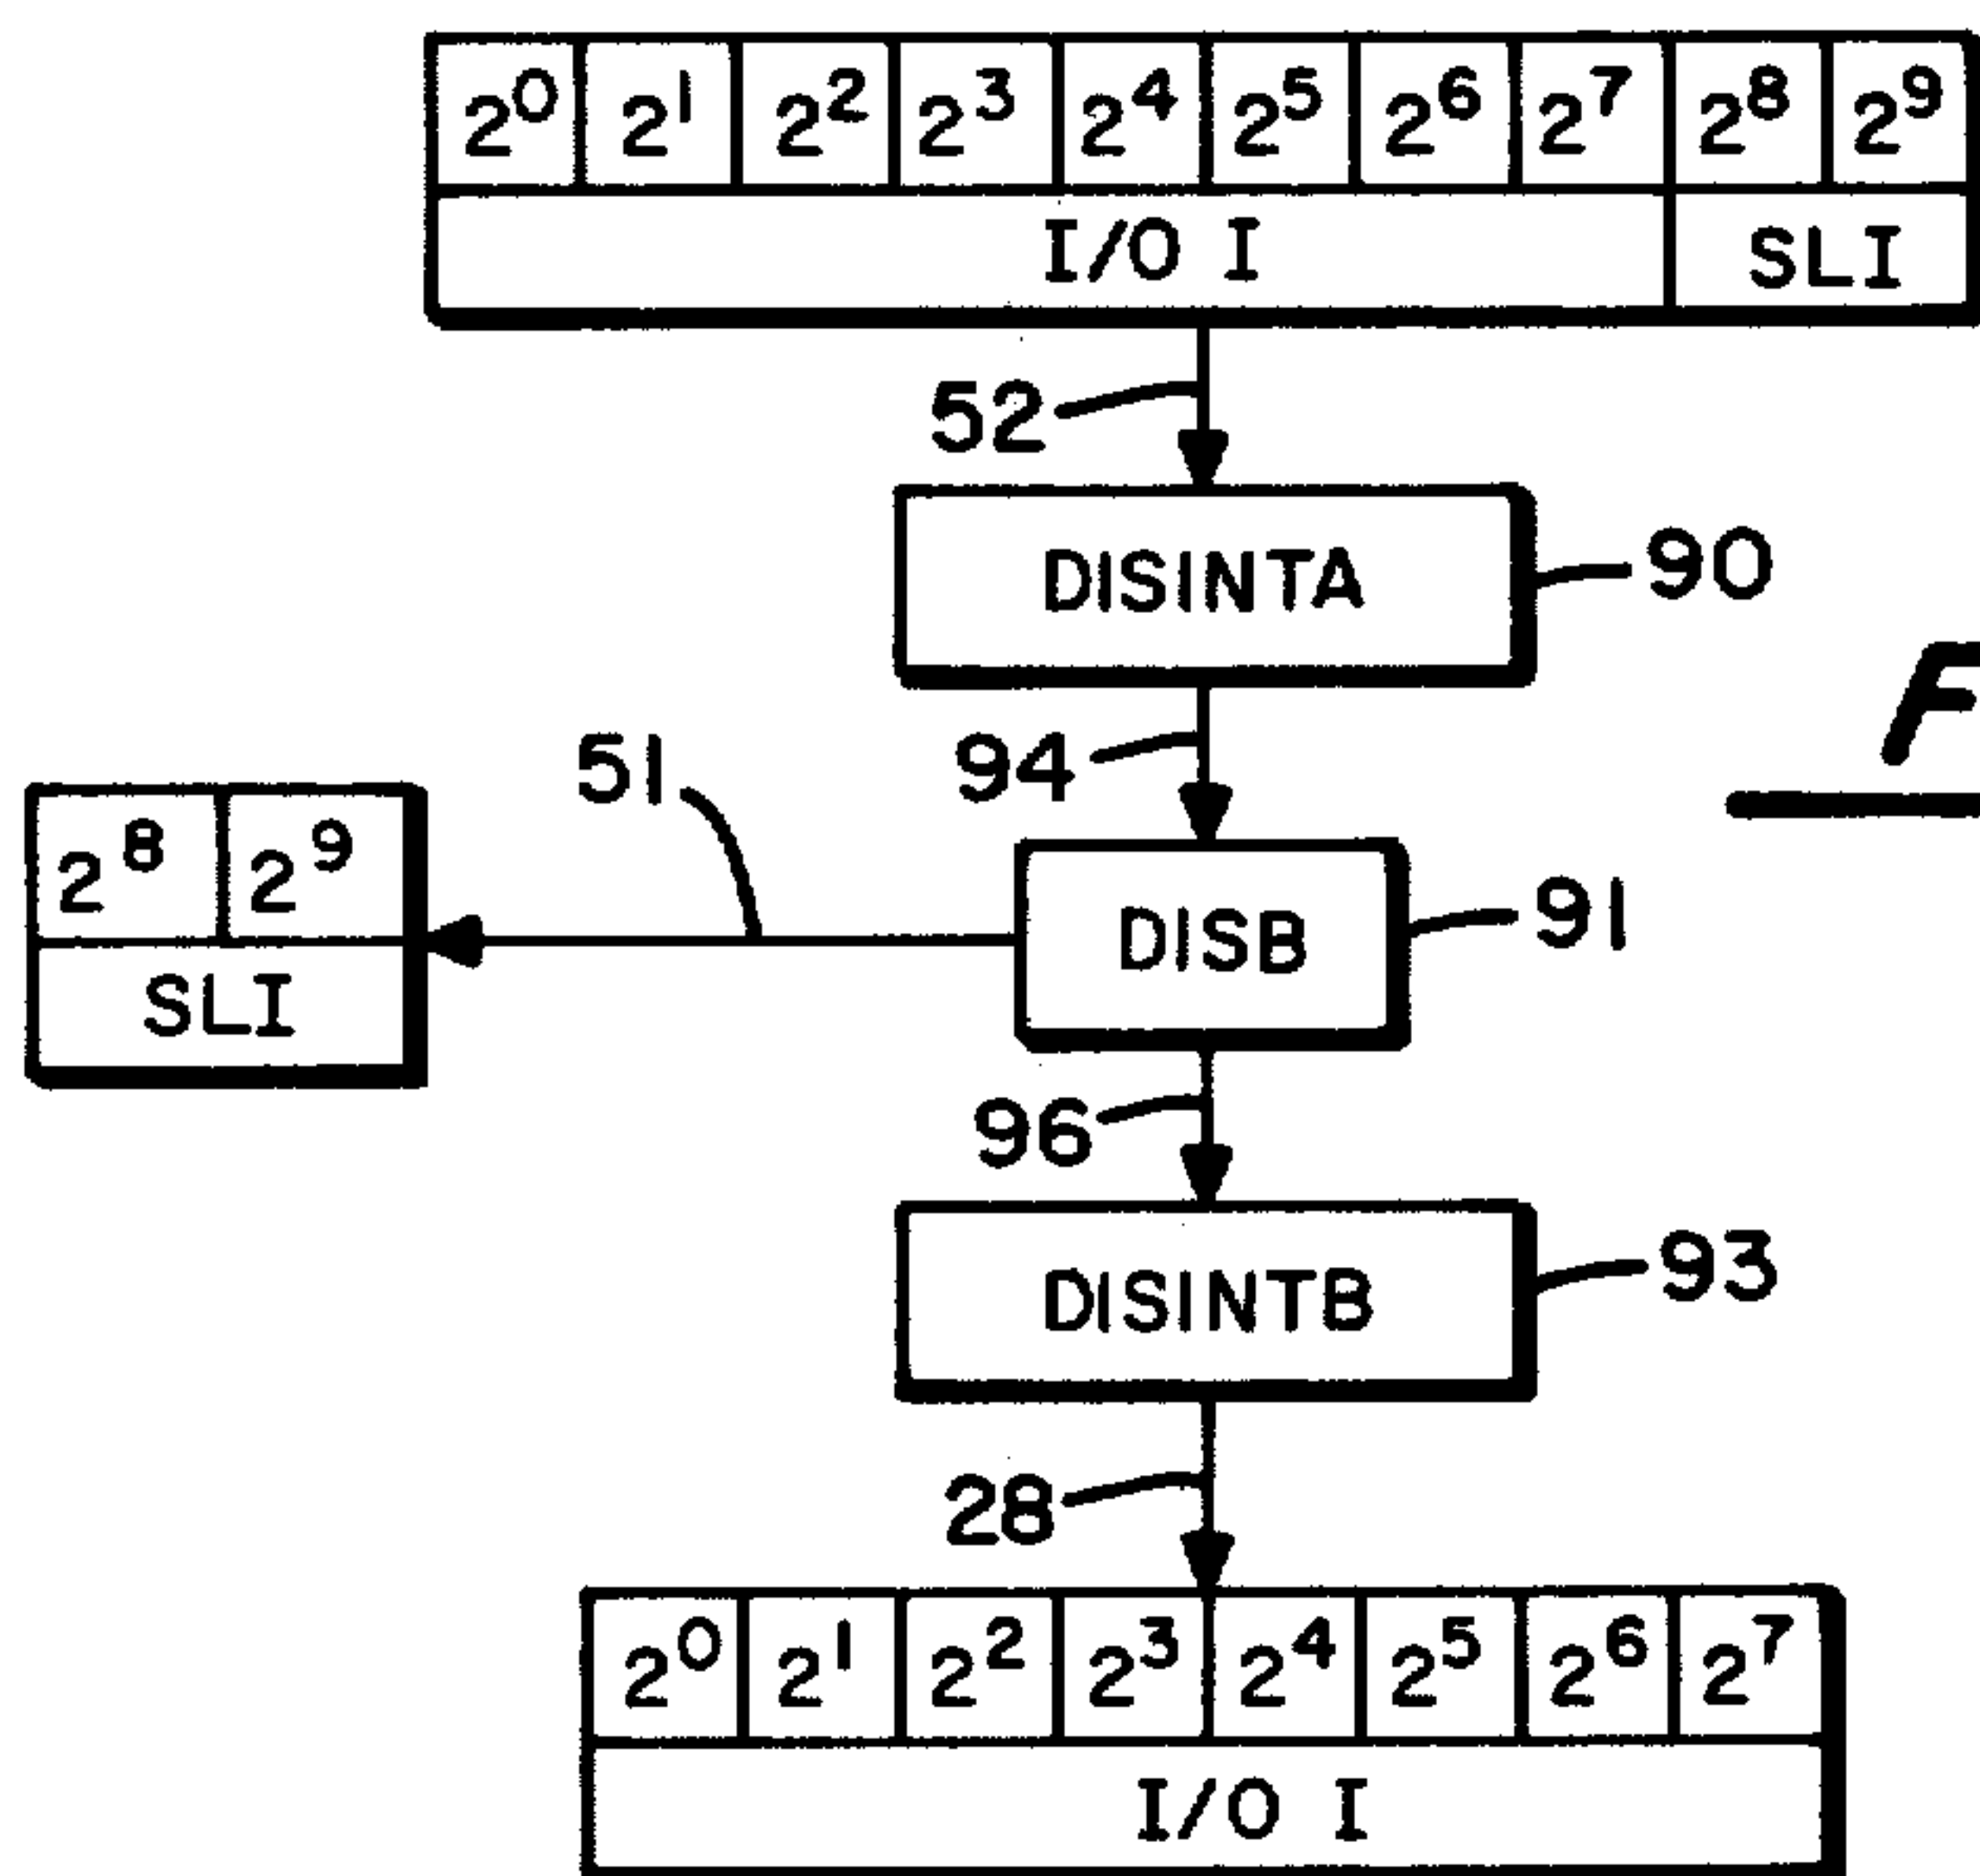 2⁰ 2¹ 2² 2³ 2⁴ 2⁵ 2⁶ 2⁷ 2⁸ 2⁹
I/O I SLI
52
DISINTA 90
F
94
51
2⁸ 2⁹
SLI
DISB 91
96
DISINTB 93
28
2⁰ 2¹ 2² 2³ 2⁴ 2⁵ 2⁶ 2⁷
I/O I